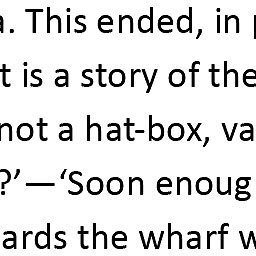 a. This ended, in p
t is a story of the
not a hat-box, va
?’—‘Soon enoug
ards the wharf w